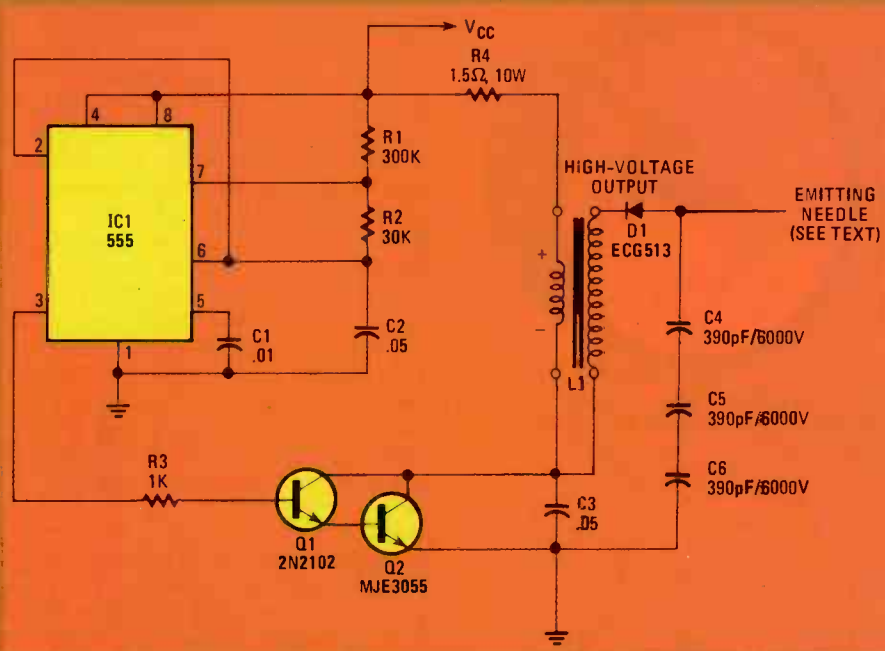 VCC
R4
1.5Ω, 10W
4
8
2
7
R1
300K
HIGH-VOLTAGE
OUTPUT
IC1
555
R2
30K
D1
ECG513
EMITTING
NEEDLE
(SEE TEXT)
6
+
3
5
C1
.01
C2
.05
C4
390pF/6000V
–
1
L1
C5
390pF/6000V
R3
1K
C3
.05
C6
390pF/6000V
Q1
2N2102
Q2
MJE3055